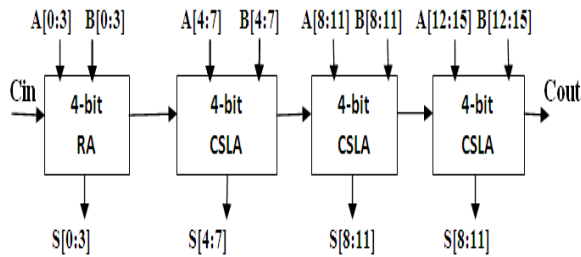 A[0:3] B[0:3] A[4:7] B[4:7] A[8:11] B[8:11] A[12:15] B[12:15]
Cin 4-bit 4-bit 4-bit 4-bit Cout
RA CSLA CSLA CSLA
S[0:3] S[4:7] S[8:11] S[8:11]